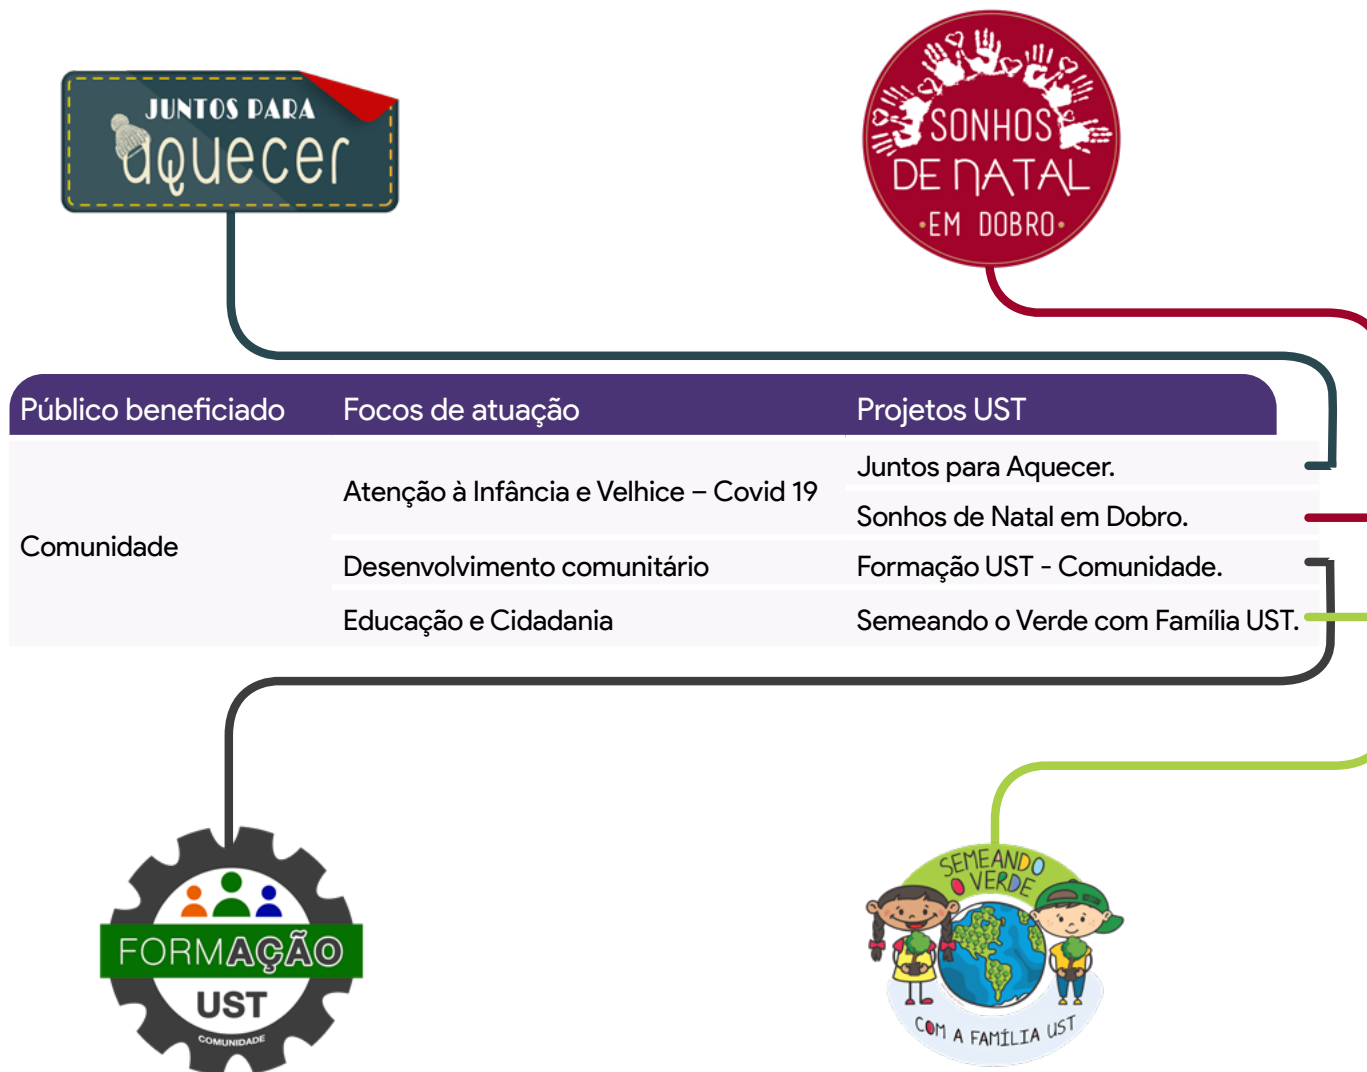 JUNTOS PARA
aquecer
SONHOS
DE NATAL
•EM DOBRO•
Público beneficiado Focos de atuação Projetos UST
Comunidade
Atenção à Infância e Velhice – Covid 19
Juntos para Aquecer.
Sonhos de Natal em Dobro.
Desenvolvimento comunitário Formação UST - Comunidade.
Educação e Cidadania Semeando o Verde com Família UST.
FORMAÇÃO
UST
COMUNIDADE
SEMEANDO
O VERDE
COM A FAMÍLIA UST